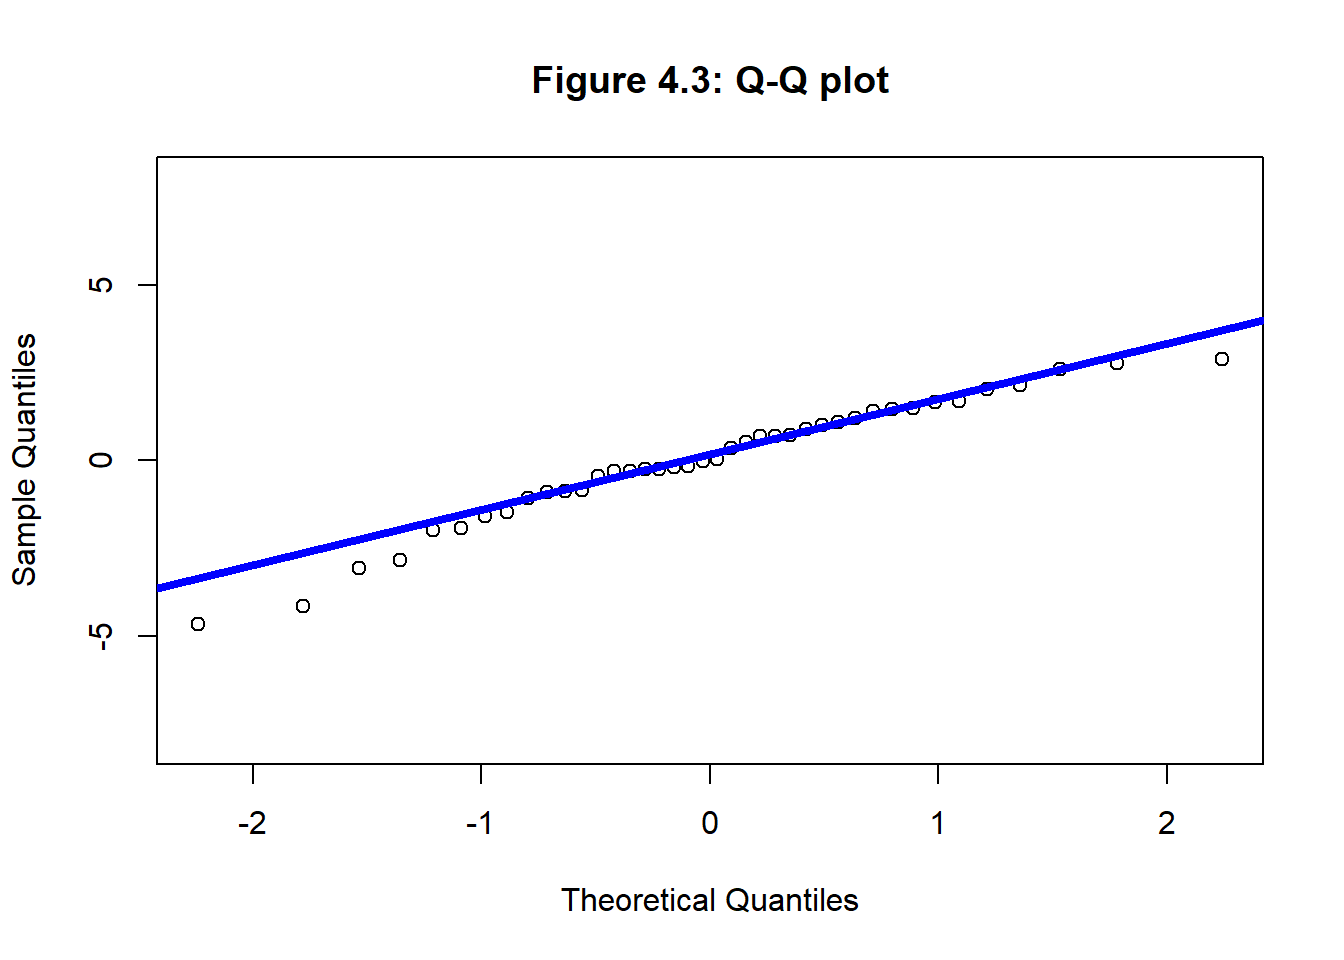 Figure 4.3: Q-Q plot
5
0
-5
Sample Quantiles
-2 -1 0 1 2
Theoretical Quantiles